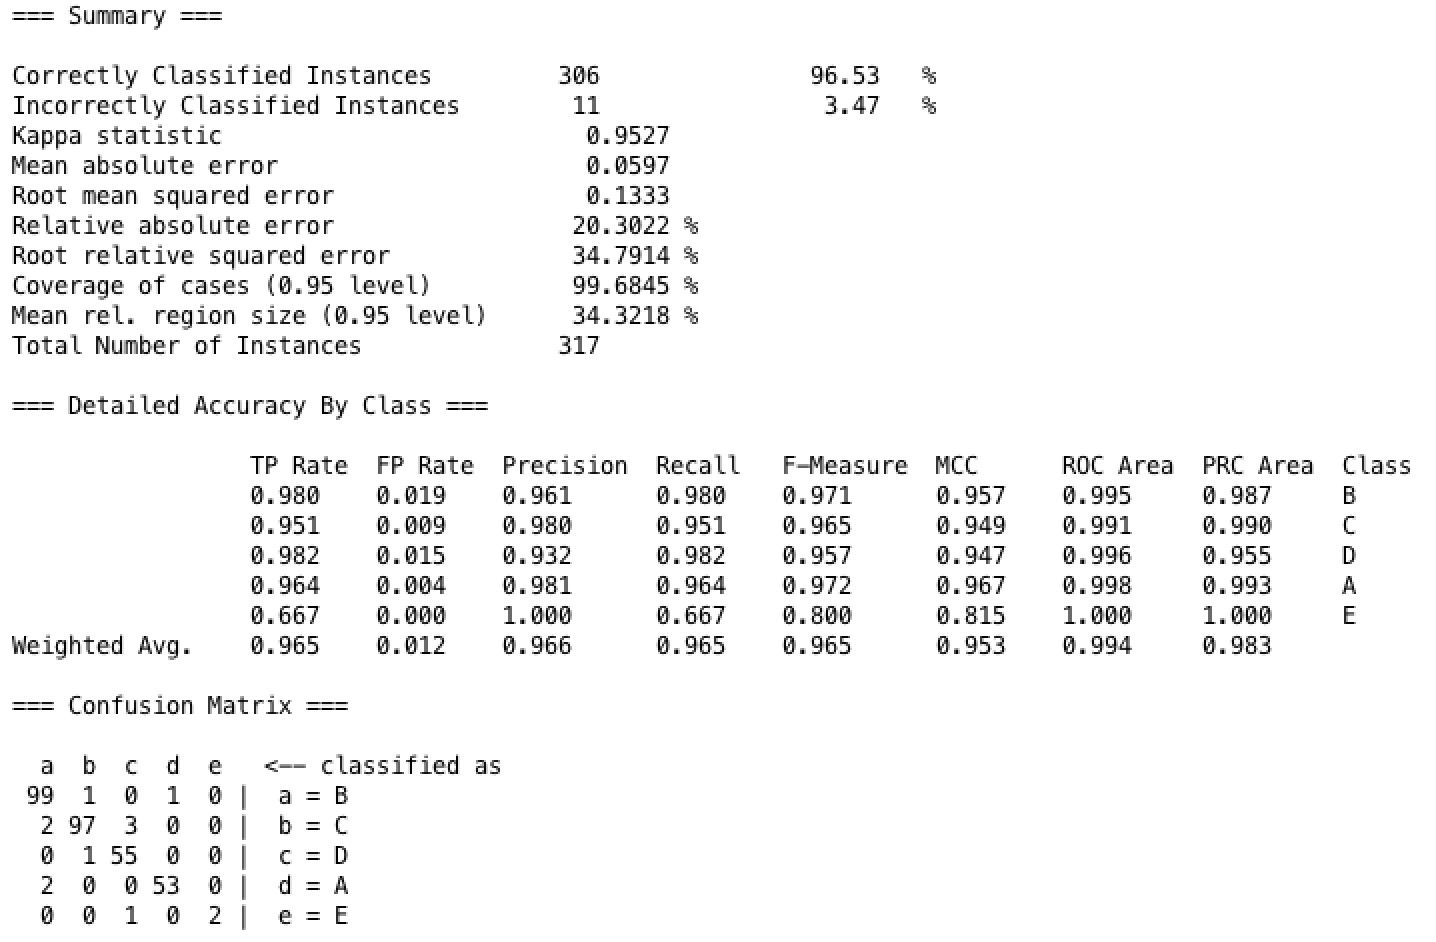 === Summary ===
Correctly Classified Instances 306 96.53 %
Incorrectly Classified Instances 11 3.47 %
Kappa statistic 0.9527
Mean absolute error 0.0597
Root mean squared error 0.1333
Relative absolute error 20.3022 %
Root relative squared error 34.7914 %
Coverage of cases (0.95 level) 99.6845 %
Mean rel. region size (0.95 level) 34.3218 %
Total Number of Instances 317
=== Detailed Accuracy By Class ===
TP Rate FP Rate Precision Recall F-Measure MCC ROC Area PRC Area Class
0.980 0.019 0.961 0.980 0.971 0.957 0.995 0.987 B
0.951 0.009 0.980 0.951 0.965 0.949 0.991 0.990 C
0.982 0.015 0.932 0.982 0.957 0.947 0.996 0.955 D
0.964 0.004 0.981 0.964 0.972 0.967 0.998 0.993 A
0.667 0.000 1.000 0.667 0.800 0.815 1.000 1.000 E
Weighted Avg. 0.965 0.012 0.966 0.965 0.965 0.953 0.994 0.983
=== Confusion Matrix ===
a b c d e <-- classified as
99 1 0 1 0 | a = B
2 97 3 0 0 | b = C
0 1 55 0 0 | c = D
2 0 0 53 0 | d = A
0 0 1 0 2 | e = E